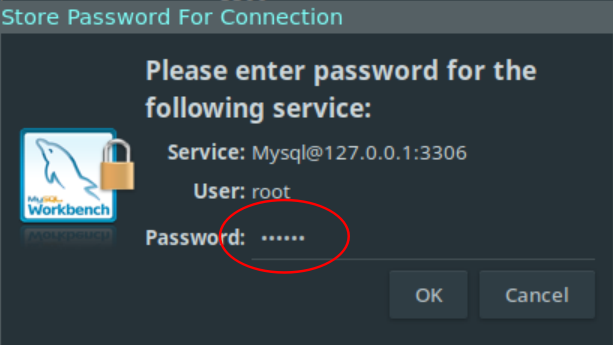 Store Password For Connection
Please enter password for the
following service:
Service: Mysql@127.0.0.1:3306
User: root
Password: ••••••
MySQL
Workbench
OK
Cancel